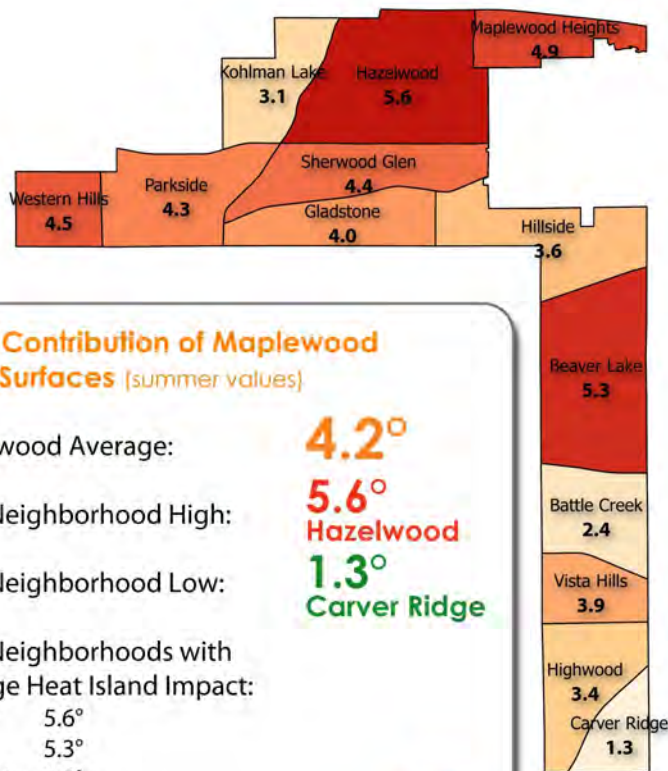 Maplewood Heights
4.9
Kohlman Lake
3.1
Hazelwood
5.6
Sherwood Glen
4.4
Western Hills
4.5
Parkside
4.3
Gladstone
4.0
Hillside
3.6
Beaver Lake
5.3
Battle Creek
2.4
Vista Hills
3.9
Highwood
3.4
Carver Ridge
1.3
Contribution of Maplewood
Surfaces (summer values)
wood Average: 4.2°
Neighborhood High: 5.6°
Hazelwood
Neighborhood Low: 1.3°
Carver Ridge
Neighborhoods with
ge Heat Island Impact:
5.6°
5.3°